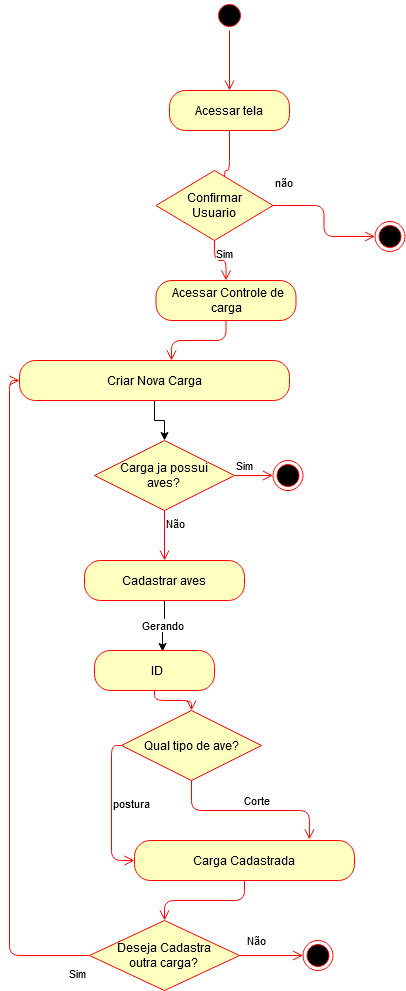 Acessar tela
Confirmar
Usuario
não
Sim
Acessar Controle de
carga
Criar Nova Carga
Carga ja possui
aves?
Sim
Não
Cadastrar aves
Gerando
ID
Qual tipo de ave?
postura
Corte
Carga Cadastrada
Deseja Cadastra
outra carga?
Não
Sim